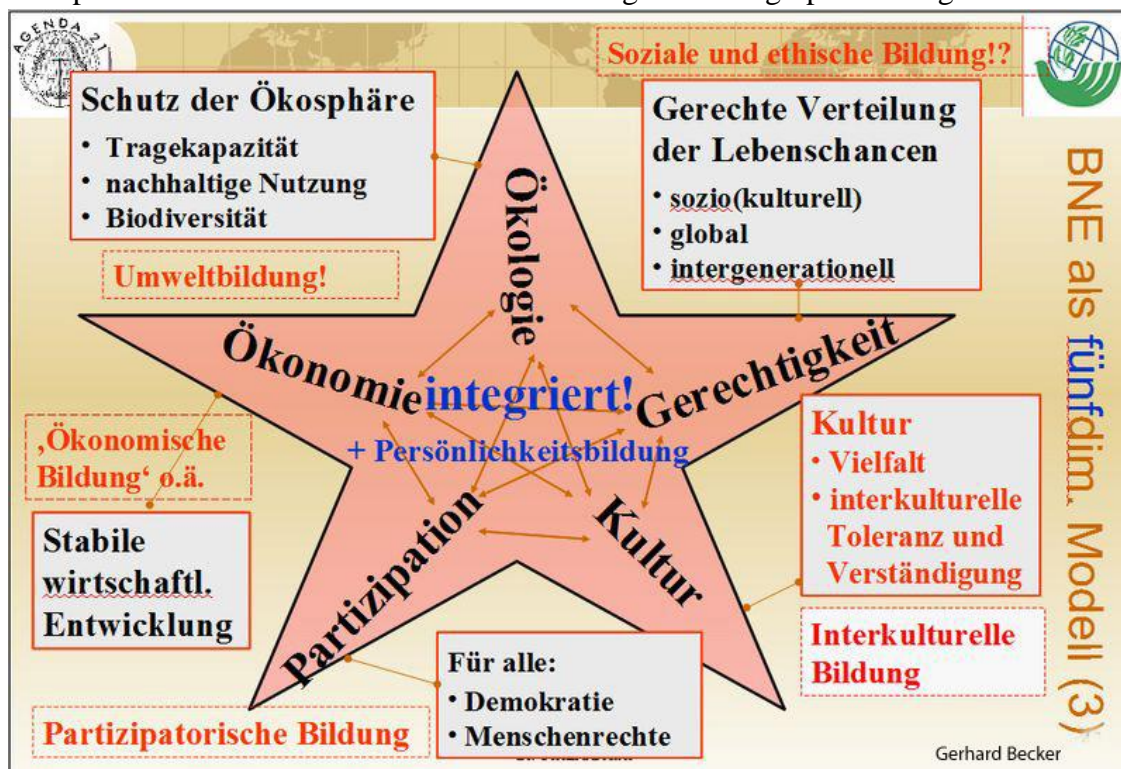 AGENDA 21
Soziale und ethische Bildung!?
Schutz der Ökosphäre
• Tragekapazität
• nachhaltige Nutzung
• Biodiversität
Gerechte Verteilung
der Lebenschancen
• sozio(kulturell)
• global
• intergenerationell
Umweltbildung!
Ökologie
Ökonomie
integriert!
Gerechtigkeit
+ Persönlichkeitsbildung
‚Ökonomische
Bildung‘ o.ä.
Stabile
wirtschaftl.
Entwicklung
Kultur
• Vielfalt
• interkulturelle
Toleranz und
Verständigung
Partizipation
Kultur
Interkulturelle
Bildung
Für alle:
• Demokratie
• Menschenrechte
Partizipatorische Bildung
BNE als fünfdim. Modell (3)
Gerhard Becker